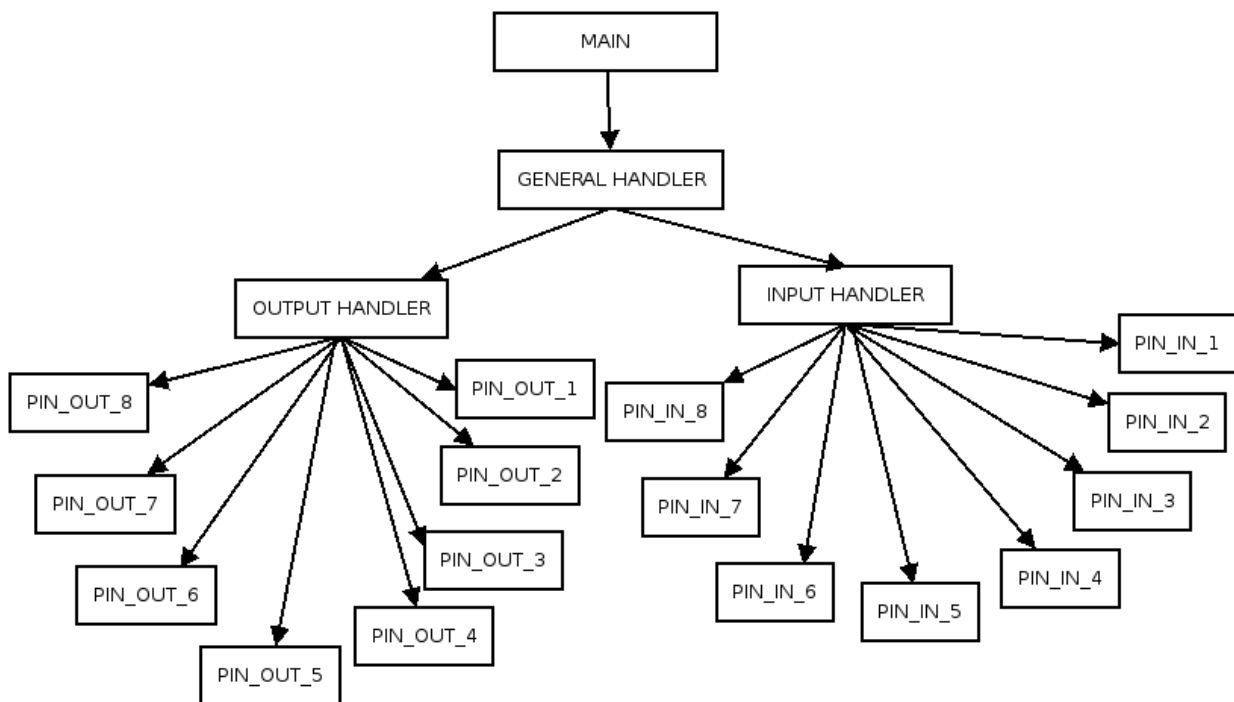 MAIN
GENERAL HANDLER
OUTPUT HANDLER
INPUT HANDLER
PIN_OUT_8
PIN_OUT_7
PIN_OUT_6
PIN_OUT_5
PIN_OUT_4
PIN_OUT_3
PIN_OUT_2
PIN_OUT_1
PIN_IN_8
PIN_IN_7
PIN_IN_6
PIN_IN_5
PIN_IN_4
PIN_IN_3
PIN_IN_2
PIN_IN_1